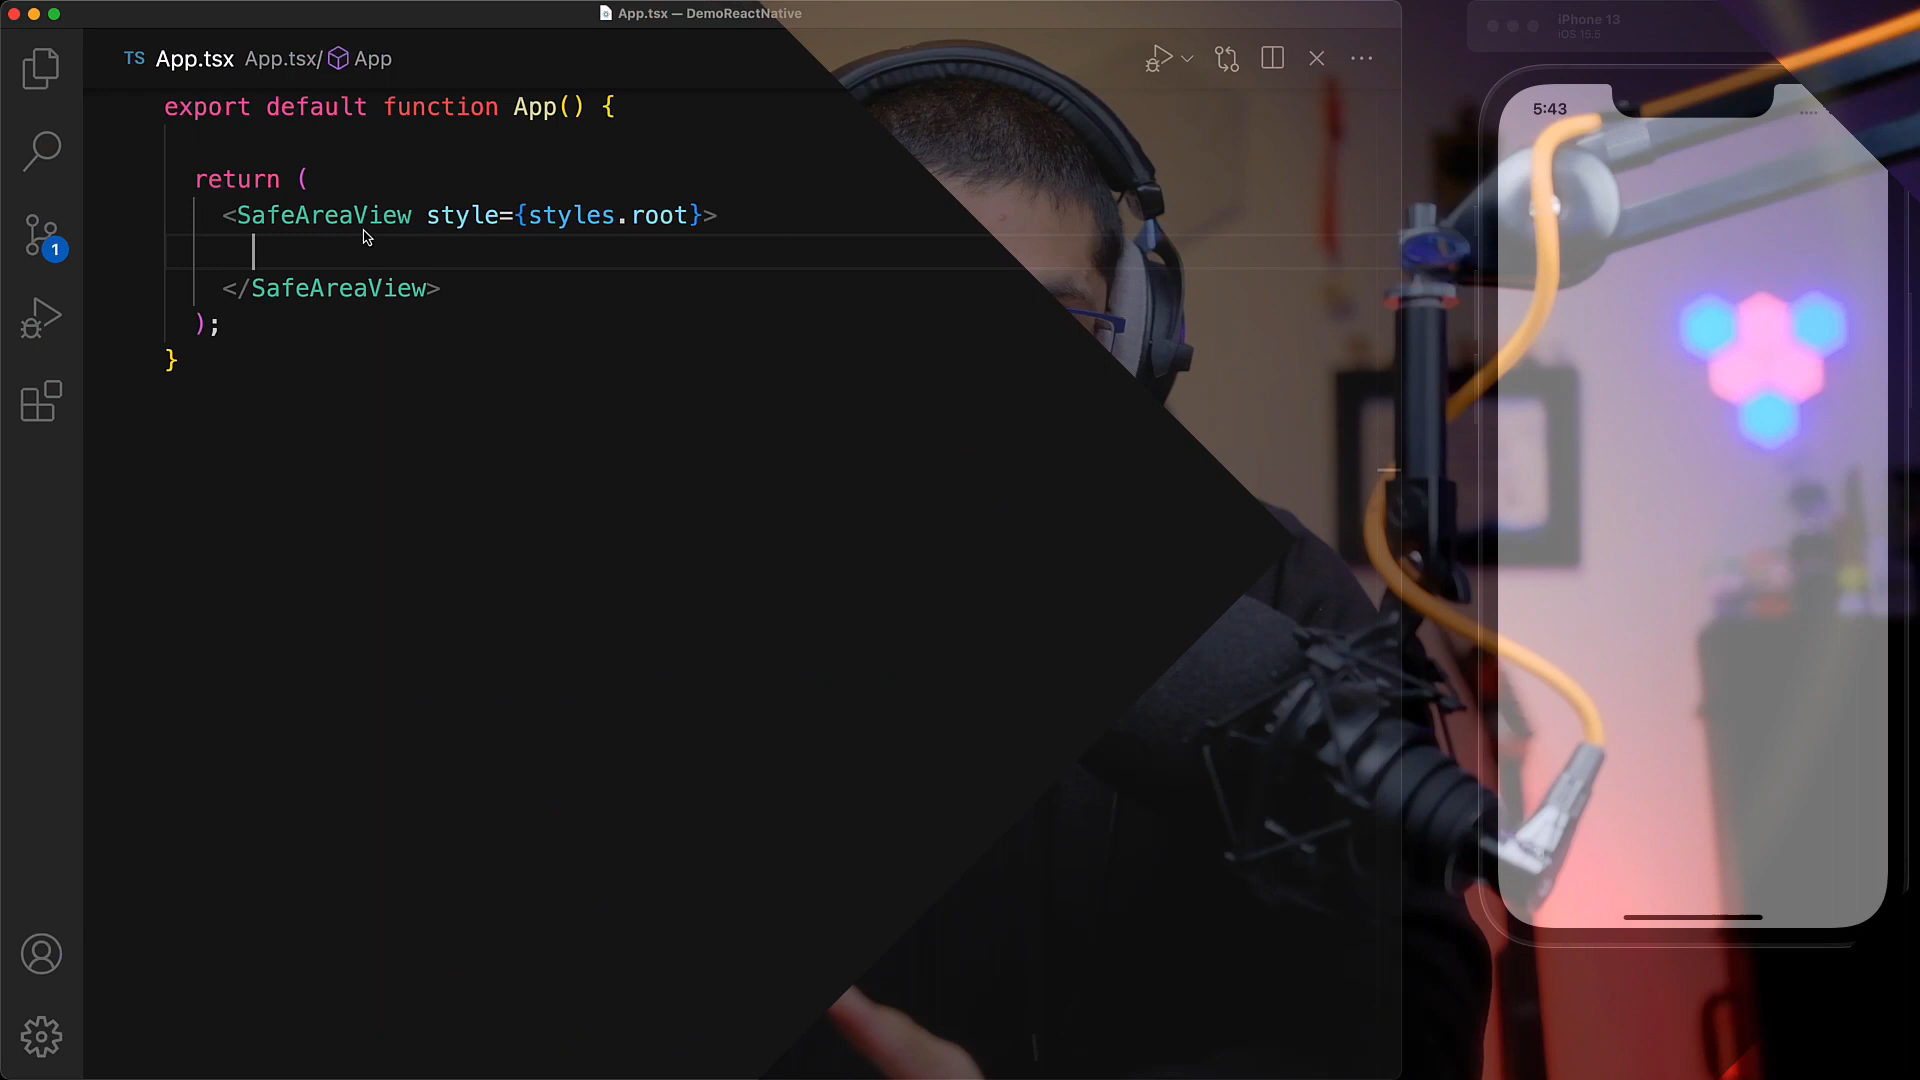 App.tsx — DemoReactNative
TS App.tsx App.tsx/ App
export default function App() {
return (
<SafeAreaView style={styles.root}>
</SafeAreaView>
);
}
1
iPhone 13
iOS 15.5
5:43